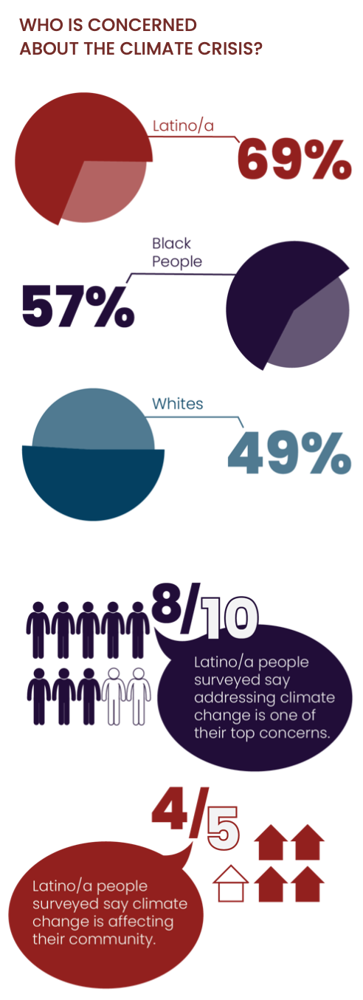 WHO IS CONCERNED
ABOUT THE CLIMATE CRISIS?
Latino/a
69%
Black
People
57%
Whites
49%
8/10
Latino/a people
surveyed say
addressing climate
change is one of
their top concerns.
4/5
Latino/a people
surveyed say climate
change is affecting
their community.